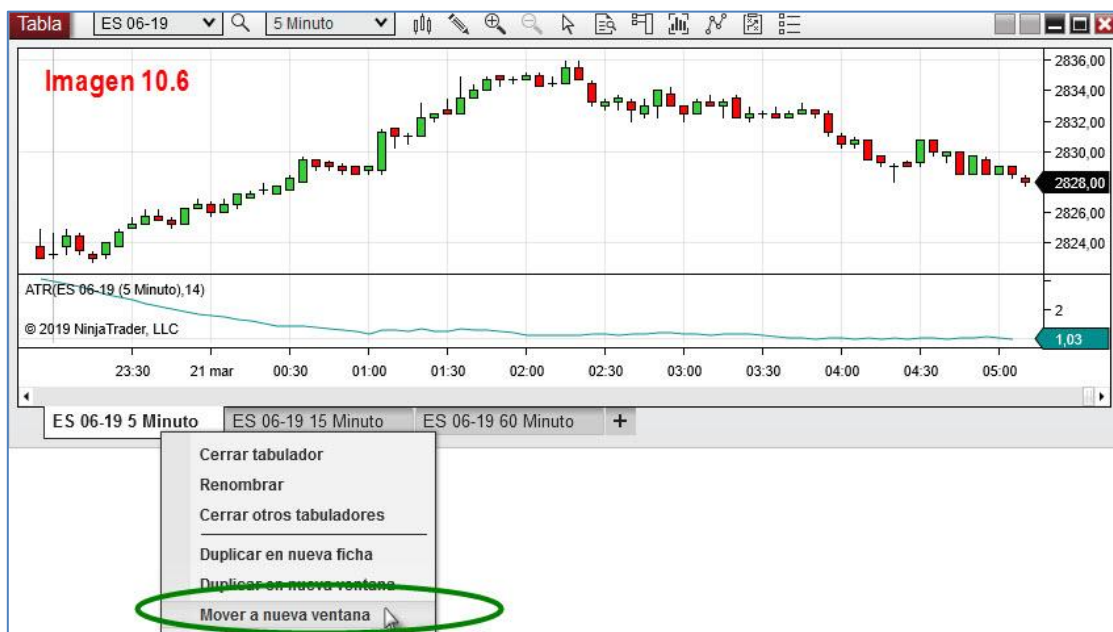 Tabla ES 06-19 5 Minuto
Imagen 10.6
2836,00
2834,00
2832,00
2830,00
2828,00
2826,00
2824,00
ATR(ES 06-19 (5 Minuto),14)
2
© 2019 NinjaTrader, LLC
1,03
23:30 21 mar 00:30 01:00 01:30 02:00 02:30 03:00 03:30 04:00 04:30 05:00
ES 06-19 5 Minuto ES 06-19 15 Minuto ES 06-19 60 Minuto +
Cerrar tabulador
Renombrar
Cerrar otros tabuladores
Duplicar en nueva ficha
Duplicar en nueva ventana
Mover a nueva ventana